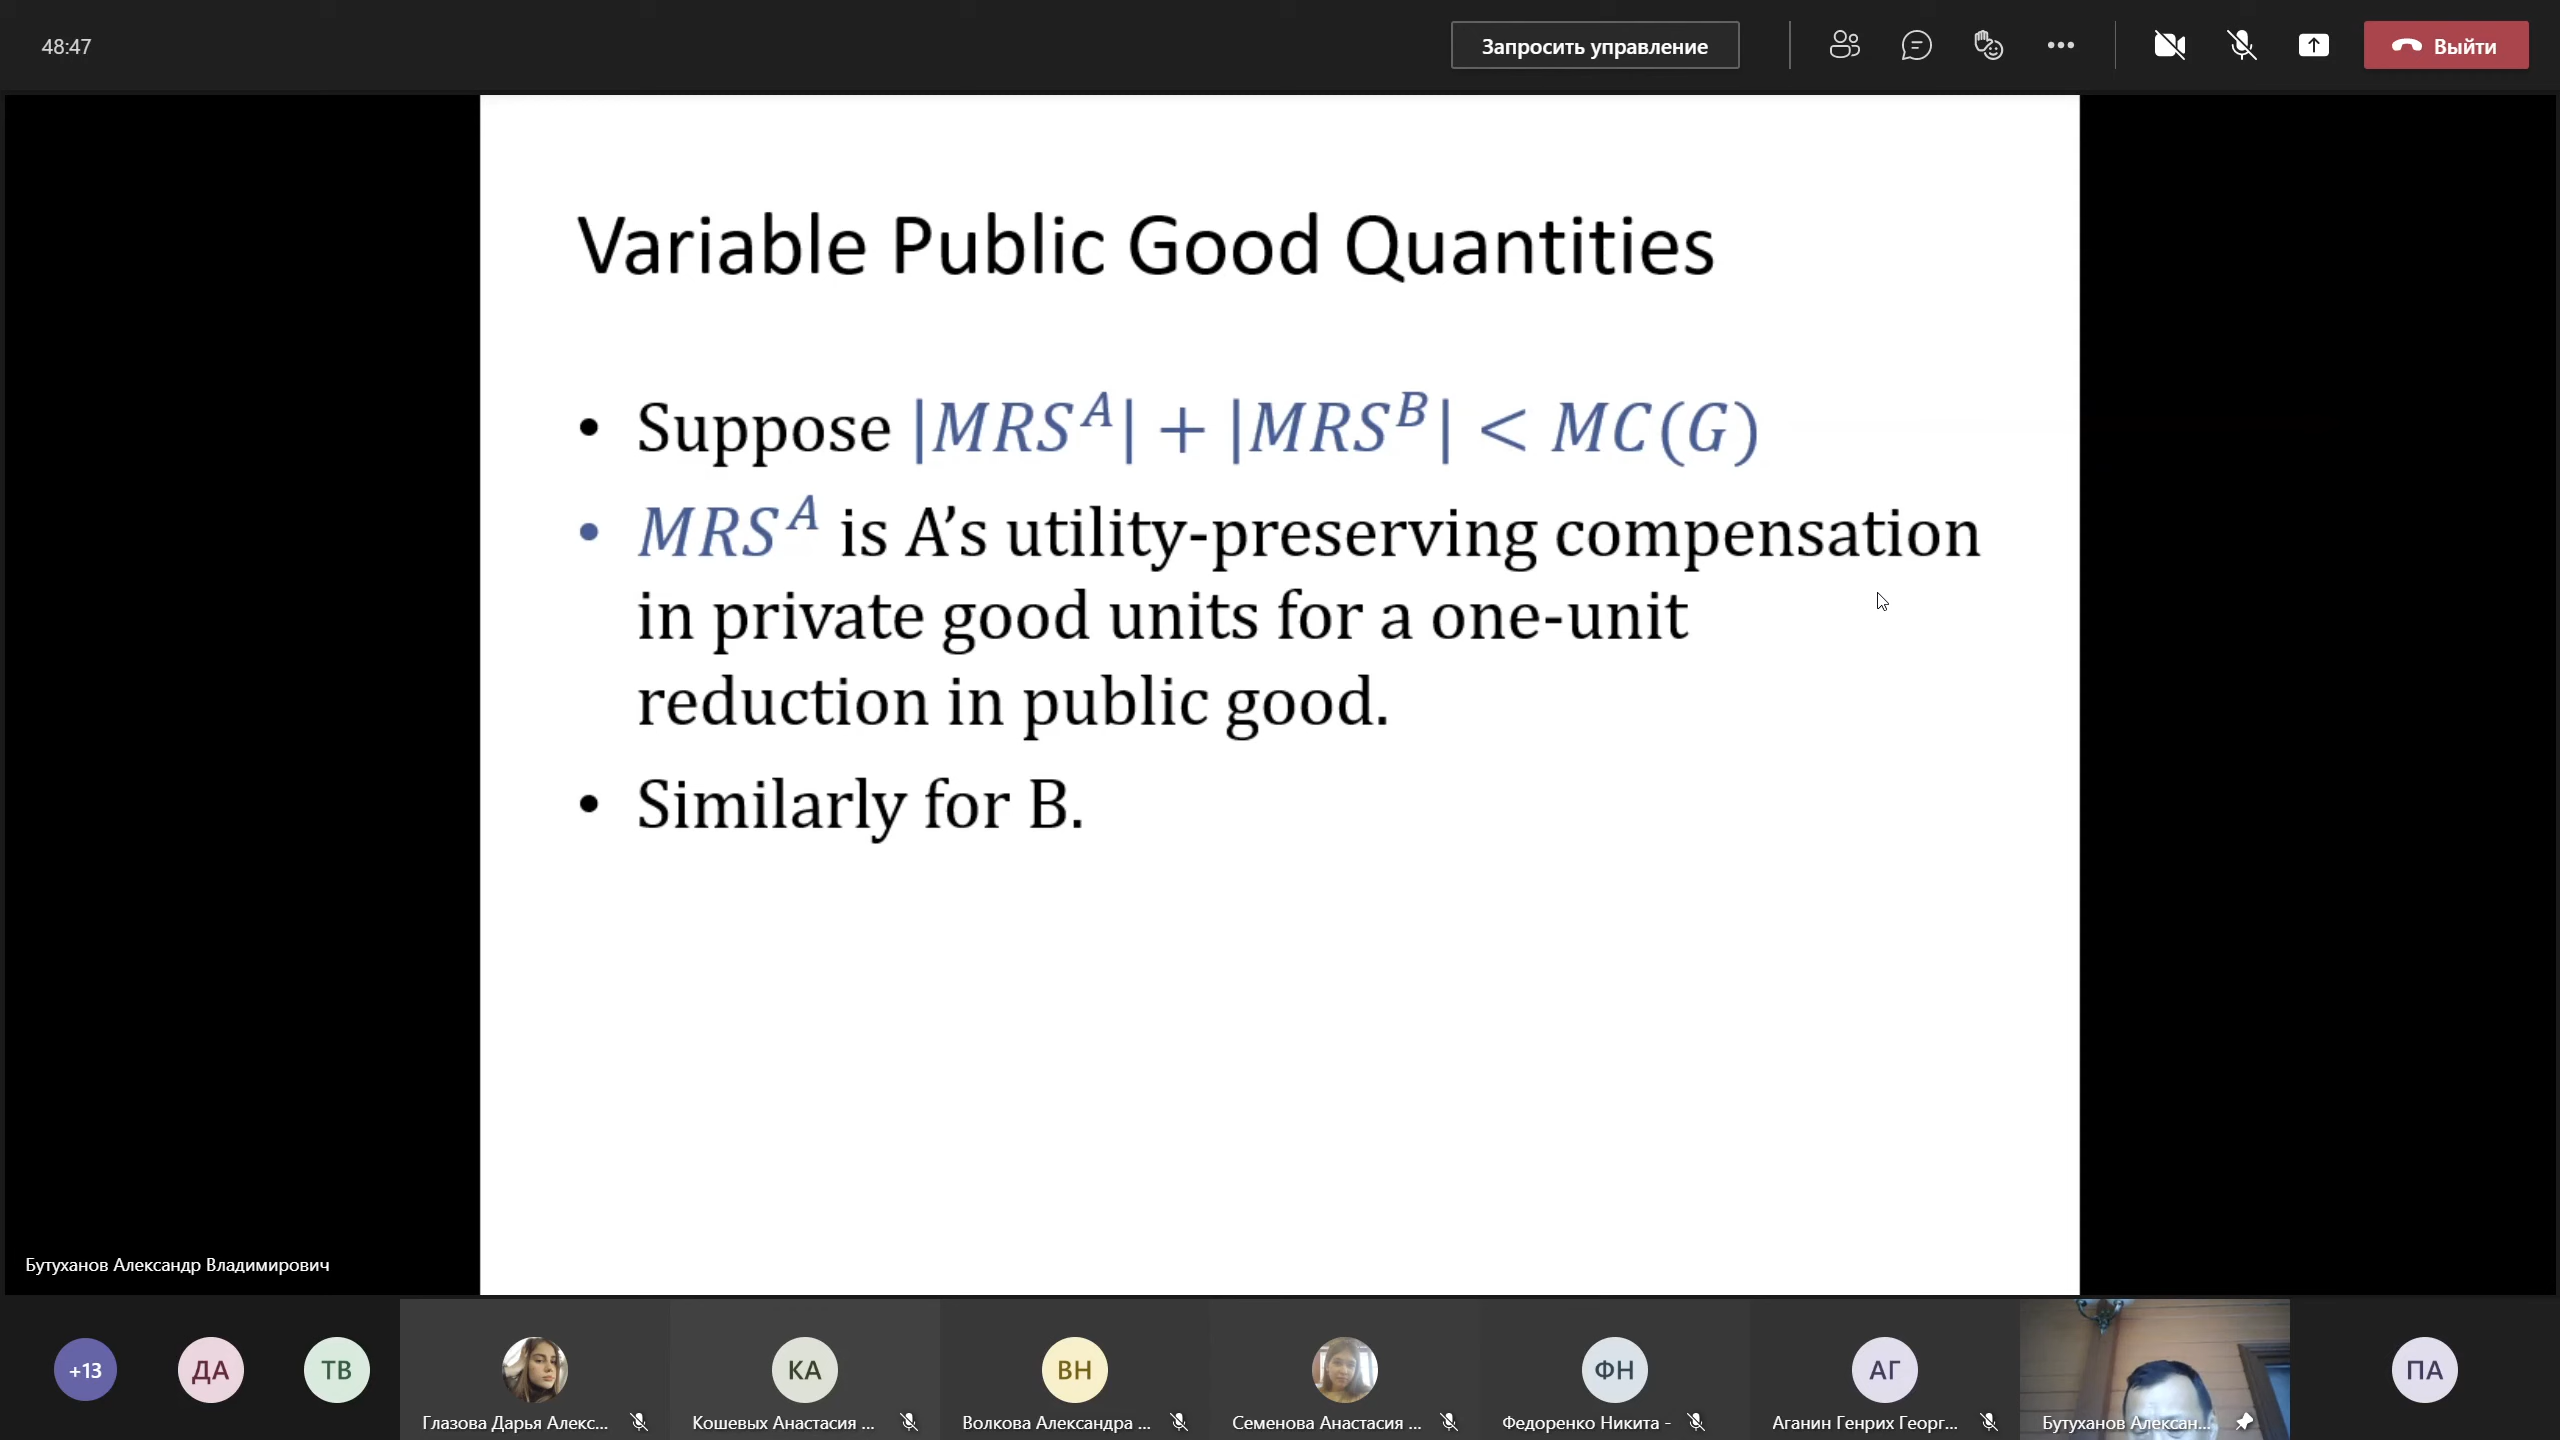 48:47
Запросить управление
Выйти
Variable Public Good Quantities
• Suppose |MRS^A| + |MRS^B| < MC(G)
• MRS^A is A’s utility-preserving compensation
in private good units for a one-unit
reduction in public good.
• Similarly for B.
Бутуханов Александр Владимирович
+13
ДА
ТВ
КА
ВН
ФН
АГ
ПА
Глазова Дарья Алекс...
Кошевых Анастасия ...
Волкова Александра ...
Семенова Анастасия ...
Федоренко Никита -
Аганин Генрих Георг...
Бутуханов Алексан...